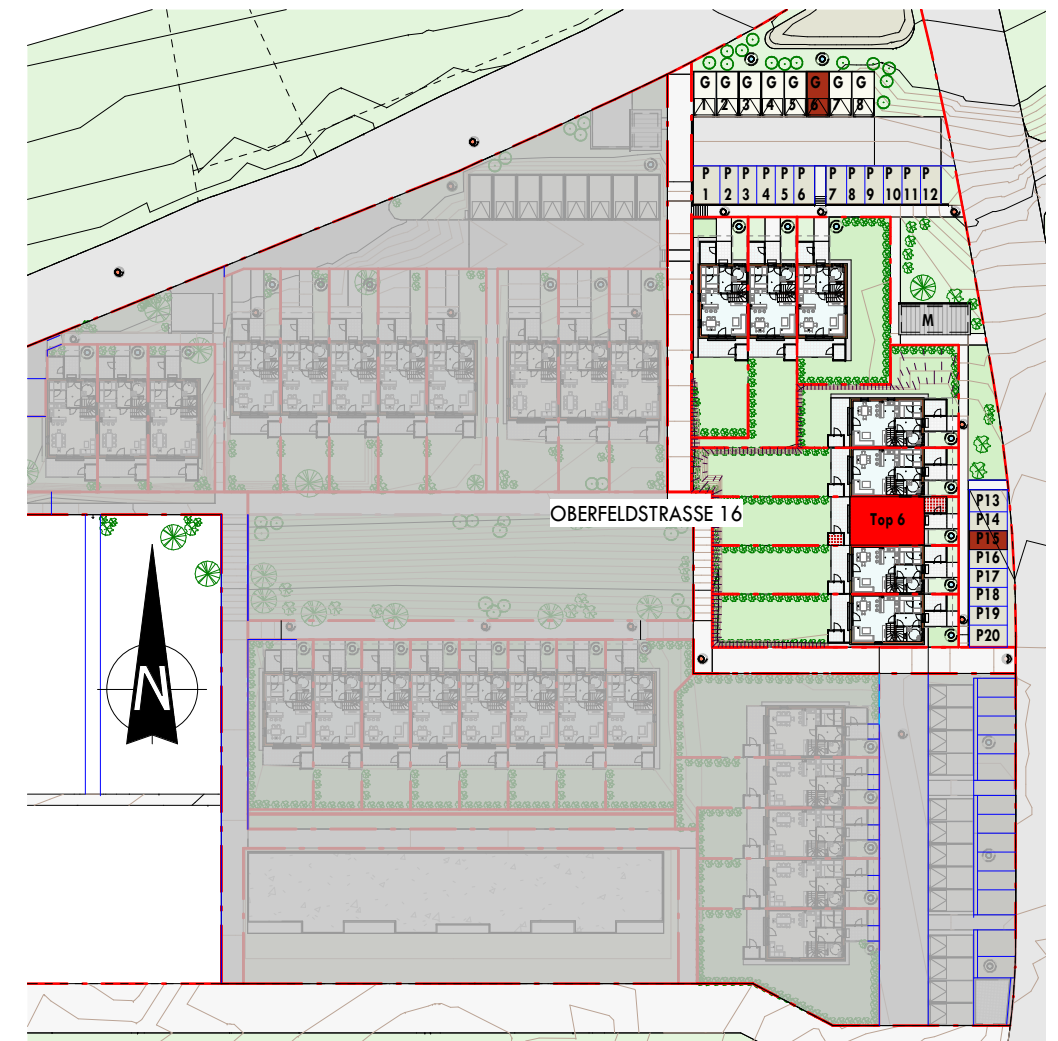 G G G G G G G G
1 2 3 4 5 6 7 8
P P P P P P P P P P P P
1 2 3 4 5 6 7 8 9 10 11 12
M
OBERFELDSTRASSE 16
Top 6
P13
P14
P15
P16
P17
P18
P19
P20
N